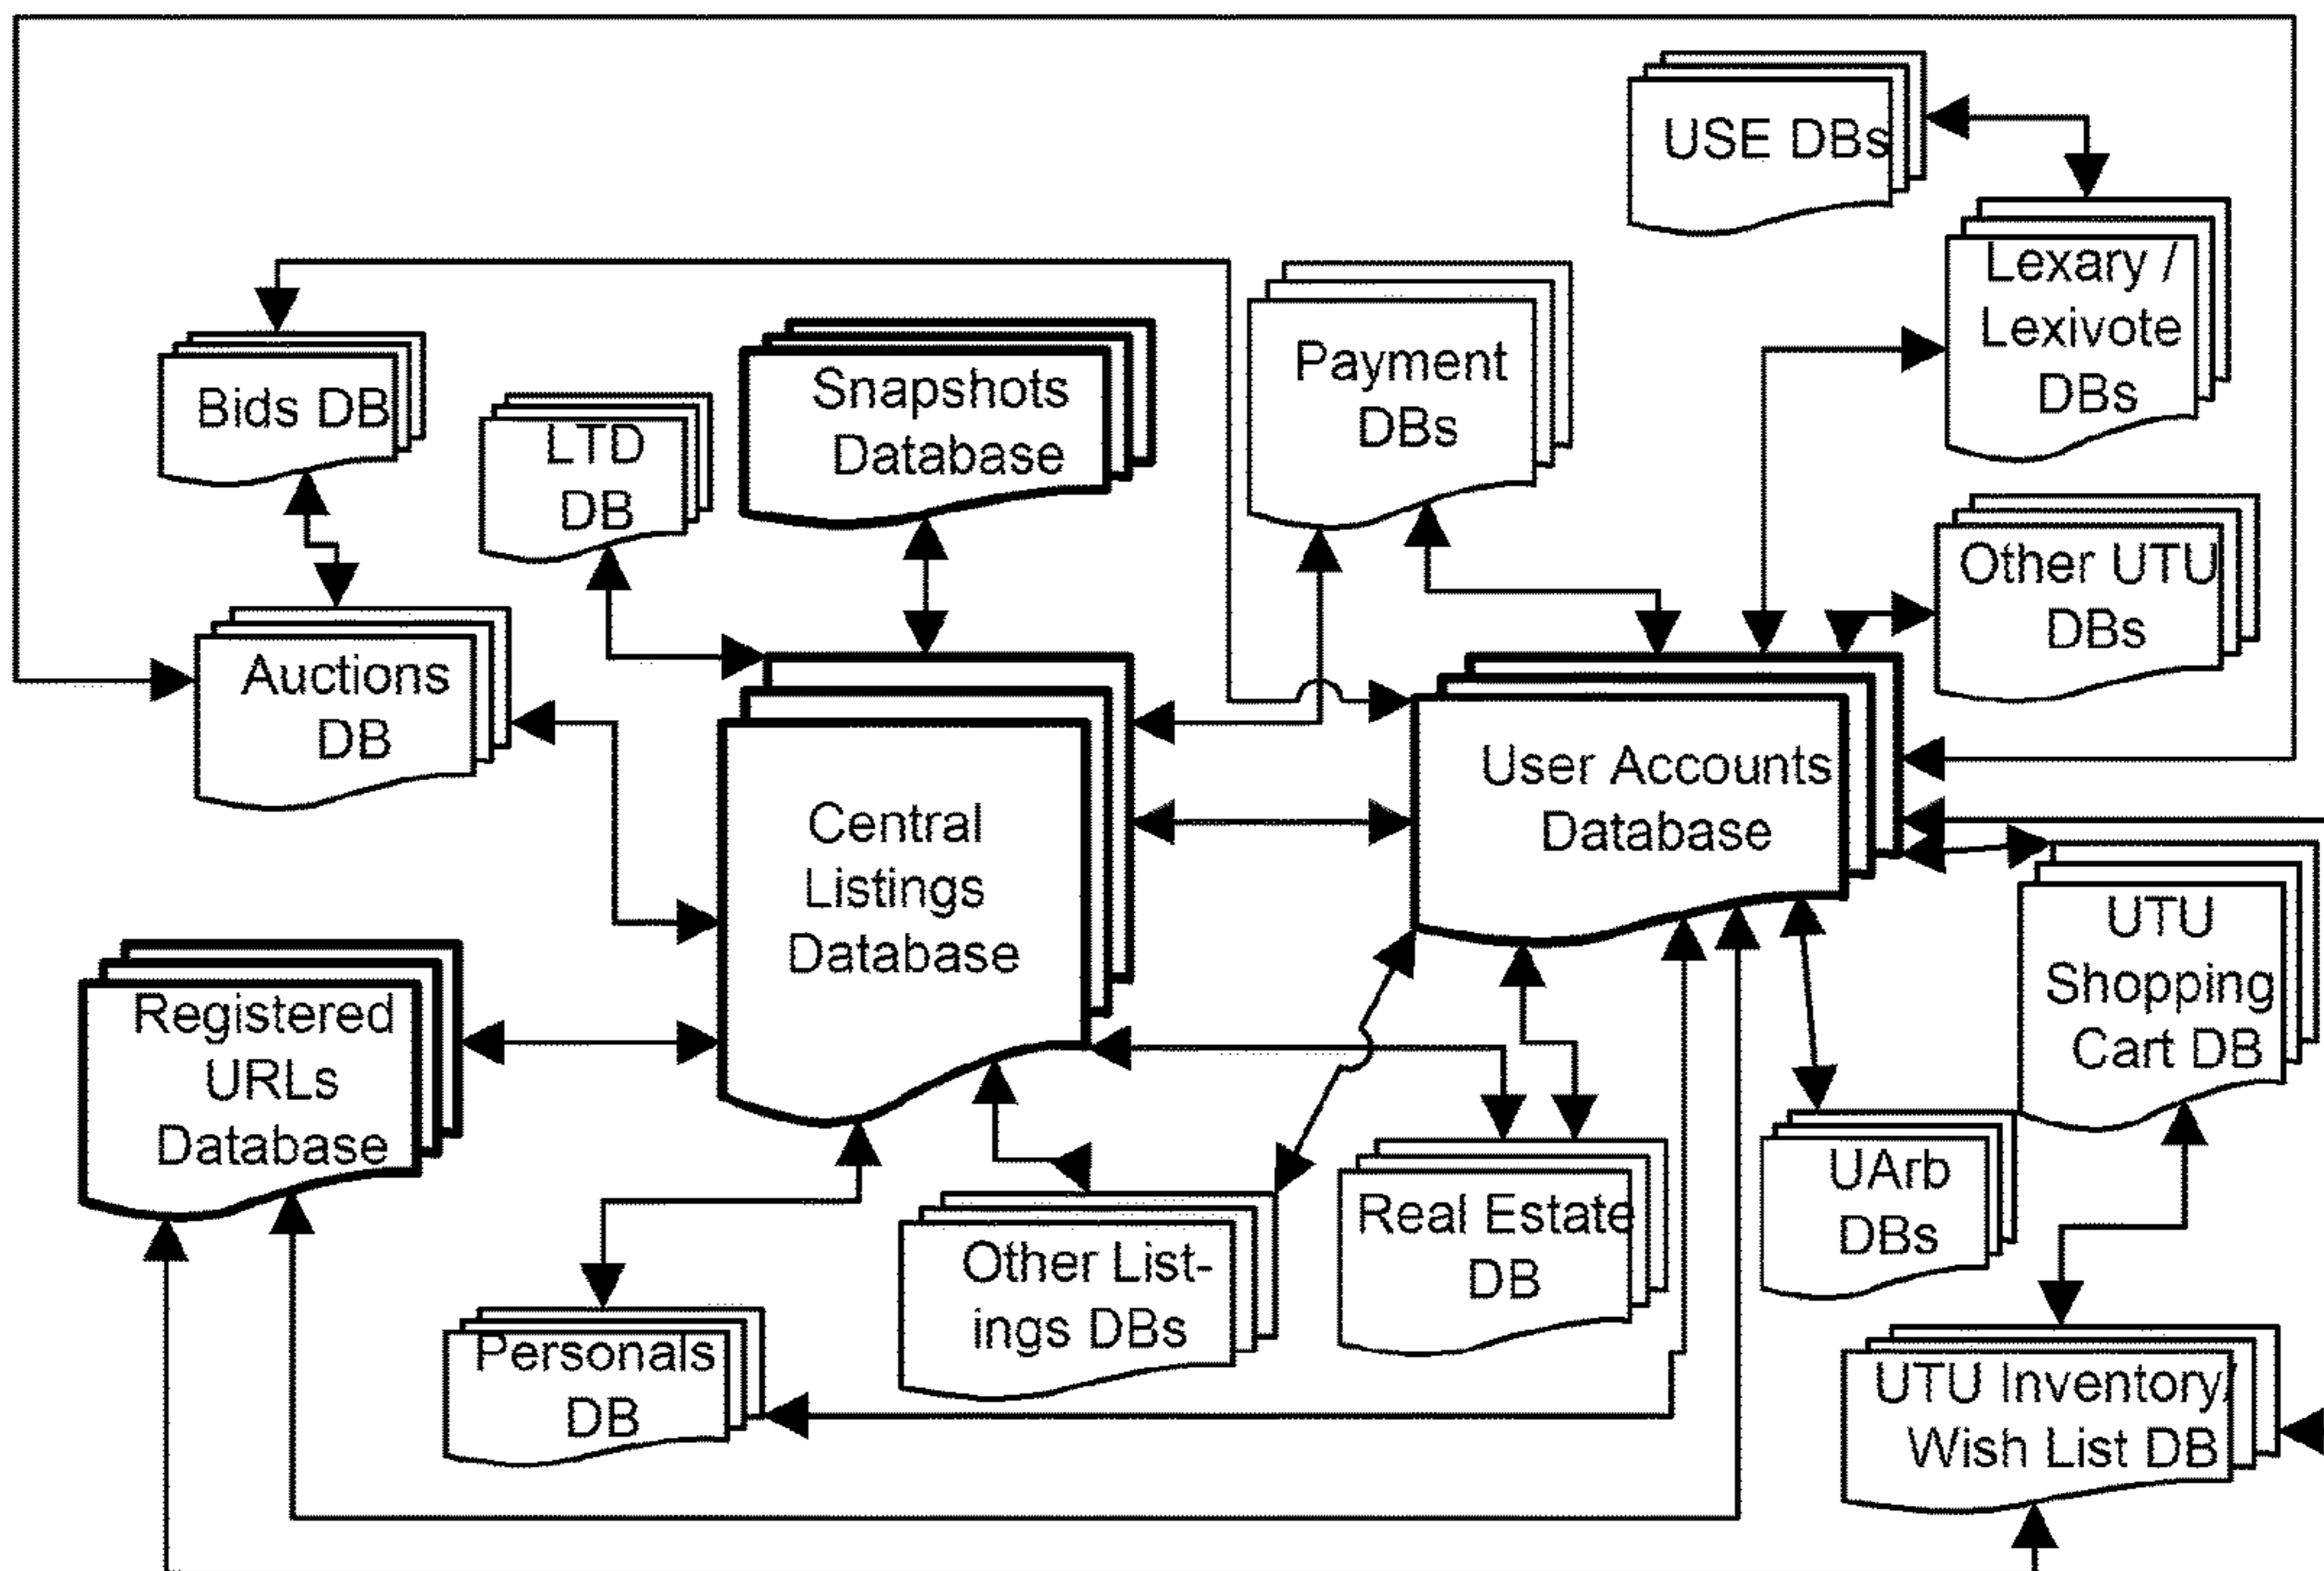 USE DBs
Lexary /
Lexivote
DBs
Bids DB
LTD
DB
Snapshots
Database
Payment
DBs
Other UTU
DBs
Auctions
DB
Central
Listings
Database
User Accounts
Database
UTU
Shopping
Cart DB
Registered
URLs
Database
UArb
DBs
Real Estate
DB
Other List-
ings DBs
Personals
DB
UTU Inventory/
Wish List DB